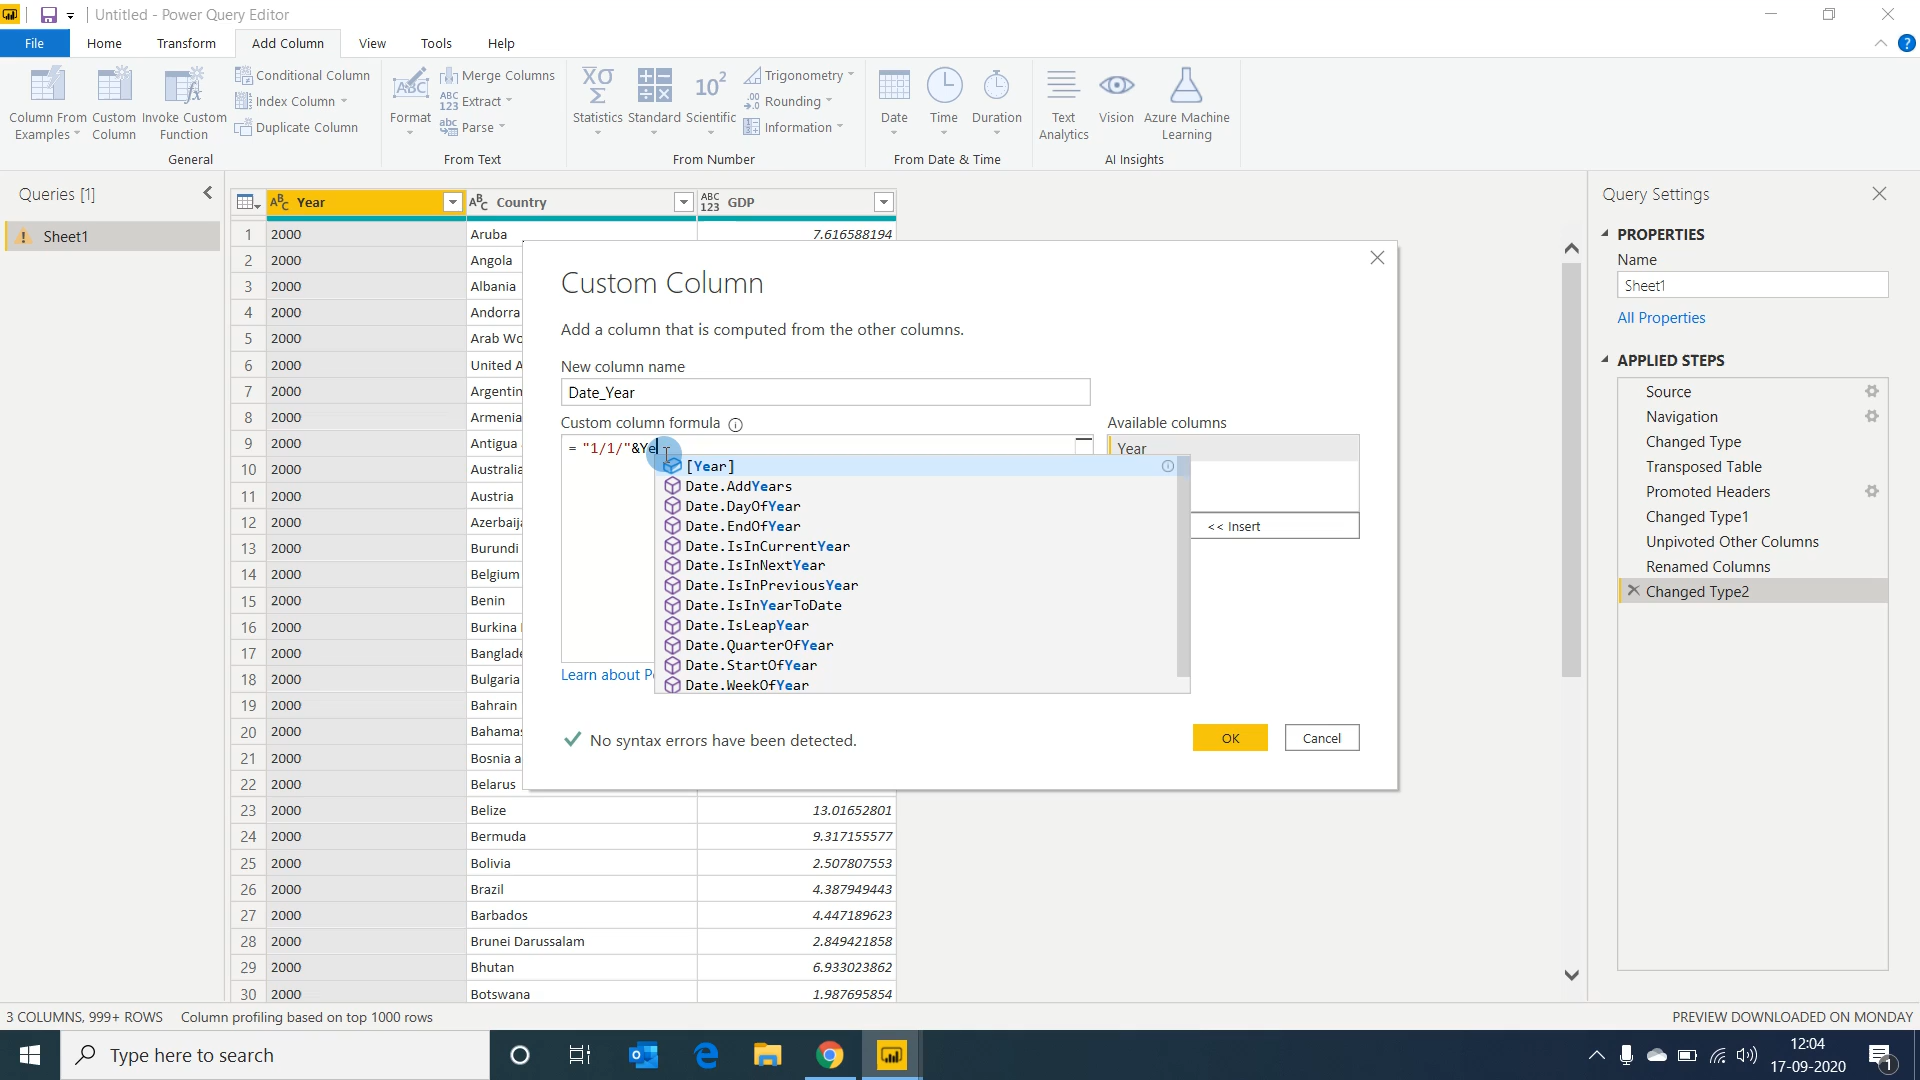 Untitled - Power Query Editor
File Home Transform Add Column View Tools Help
Column From Examples
Custom Column
Invoke Custom Function
Conditional Column
Index Column
Duplicate Column
General
Format
Merge Columns
Extract
Parse
From Text
Statistics
Standard
Scientific
Trigonometry
Rounding
Information
From Number
Date
Time
Duration
From Date & Time
Text Analytics
Vision
Azure Machine Learning
AI Insights
Queries [1]
Sheet1
Year Country GDP
1 2000 Aruba 7.616588194
2 2000 Angola
3 2000 Albania
4 2000 Andorra
5 2000 Arab Wo
6 2000 United A
7 2000 Argentin
8 2000 Armenia
9 2000 Antigua
10 2000 Australia
11 2000 Austria
12 2000 Azerbaija
13 2000 Burundi
14 2000 Belgium
15 2000 Benin
16 2000 Burkina
17 2000 Banglade
18 2000 Bulgaria
19 2000 Bahrain
20 2000 Bahamas
21 2000 Bosnia a
22 2000 Belarus
23 2000 Belize 13.01652801
24 2000 Bermuda 9.317155577
25 2000 Bolivia 2.507807553
26 2000 Brazil 4.387949443
27 2000 Barbados 4.447189623
28 2000 Brunei Darussalam 2.849421858
29 2000 Bhutan 6.933023862
30 2000 Botswana 1.987695854
Custom Column
Add a column that is computed from the other columns.
New column name
Date_Year
Custom column formula
= "1/1/"&Ye
Available columns
Year
[Year]
Date.AddYears
Date.DayOfYear
Date.EndOfYear
Date.IsInCurrentYear
Date.IsInNextYear
Date.IsInPreviousYear
Date.IsInYearToDate
Date.IsLeapYear
Date.QuarterOfYear
Date.StartOfYear
Date.WeekOfYear
<< Insert
Learn about P
No syntax errors have been detected.
OK
Cancel
Query Settings
PROPERTIES
Name
Sheet1
All Properties
APPLIED STEPS
Source
Navigation
Changed Type
Transposed Table
Promoted Headers
Changed Type1
Unpivoted Other Columns
Renamed Columns
Changed Type2
3 COLUMNS, 999+ ROWS Column profiling based on top 1000 rows
PREVIEW DOWNLOADED ON MONDAY
Type here to search
12:04
17-09-2020
1